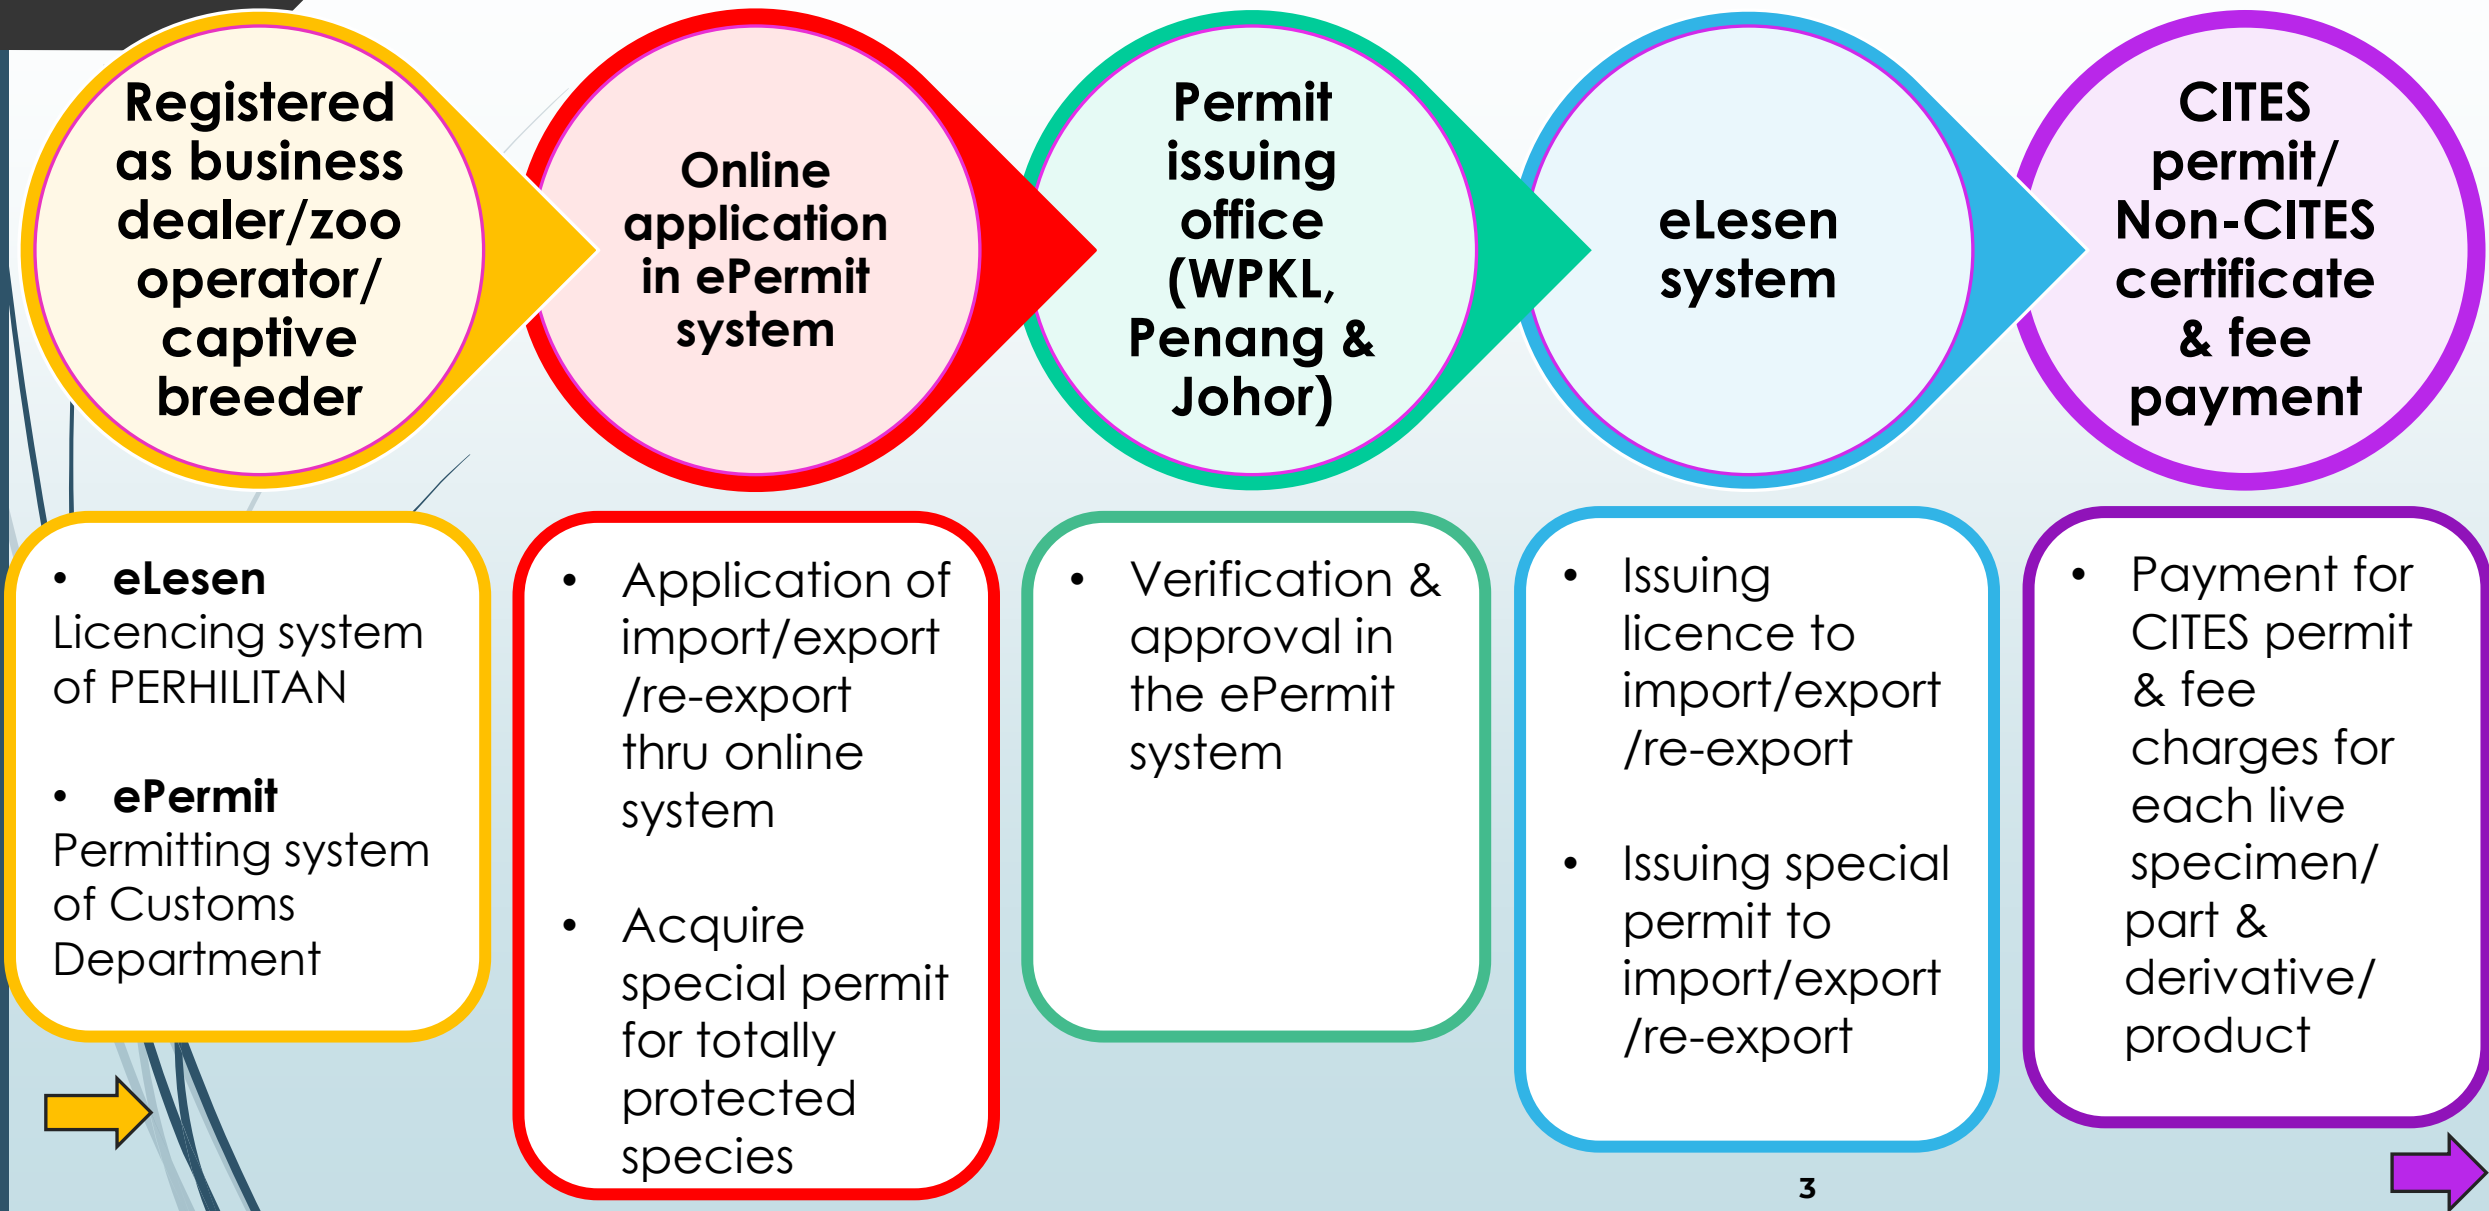 Registered
as business
dealer/zoo
operator/
captive
breeder
Online
application
in ePermit
system
Permit
issuing
office
(WPKL,
Penang &
Johor)
eLesen
system
CITES
permit/
Non-CITES
certificate
& fee
payment
• eLesen
Licencing system
of PERHILITAN
• ePermit
Permitting system
of Customs
Department
• Application of
import/export
/re-export
thru online
system
• Acquire
special permit
for totally
protected
species
• Verification &
approval in
the ePermit
system
• Issuing
licence to
import/export
/re-export
• Issuing special
permit to
import/export
/re-export
• Payment for
CITES permit
& fee
charges for
each live
specimen/
part &
derivative/
product
3